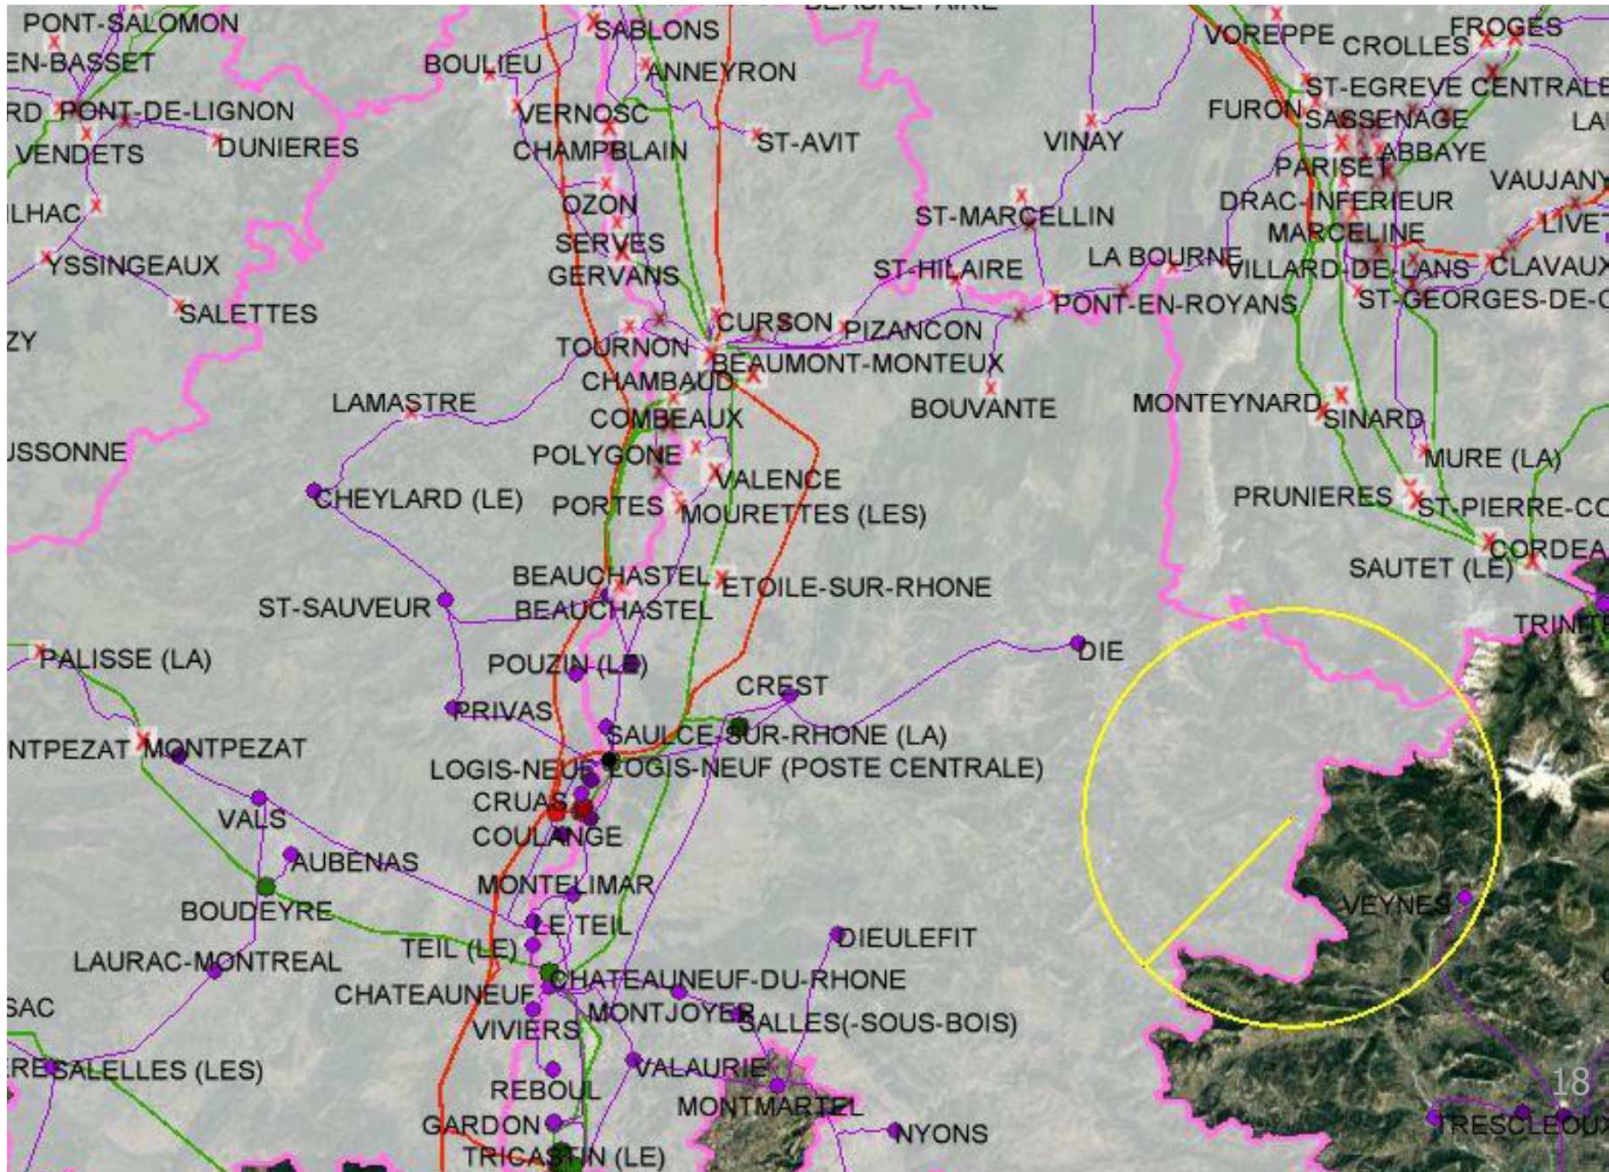 PONT-SALOMON
SABLONS
VOREPPE
FROGES
CROLLES
EN-BASSET
BOULIEU
ANNEYRON
ST-EGREVE CENTRALE
RD
PONT-DE-LIGNON
VERNOSC
FURON
SASSENAGE
VENDETS
DUNIERES
CHAMPBLAIN
ST-AVIT
VINAY
PARISET
ABBAYE
VAUJANY
ILHAC
OZON
ST-MARCELLIN
DRAC-INFERIEUR
LIVET
SERVES
MARCELINE
YSSINGEAUX
GERVANS
ST-HILAIRE
LA BOURNE
VILLARD-DE-LANS
CLAVAUX
SALETTES
PONT-EN-ROYANS
ST-GEORGES-DE-C
ZY
CURSON
PIZANCON
TOURNON
BEAUMONT-MONTEUX
CHAMBAUD
LAMASTRE
COMBEAUX
BOUVANTE
MONTEYNARD
SINARD
USSONNE
POLYGONE
MURE (LA)
VALENCE
CHEYLARD (LE)
PORTES
MOURETTES (LES)
PRUNIERES
ST-PIERRE-CO
CORDEA
SAUTET (LE)
BEAUCHASTEL
ETOILE-SUR-RHONE
ST-SAUVEUR
BEAUCHASTEL
TRINITE
PALISSE (LA)
POUZIN (LE)
DIE
CREST
PRIVAS
SAULCE-SUR-RHONE (LA)
NTPEZAT
MONTPEZAT
LOGIS-NEUF
LOGIS-NEUF (POSTE CENTRALE)
CRUAS
VALS
COULANGE
AUBENAS
MONTELIMAR
BOUDEYRE
VEYNES
LE TEIL
TEIL (LE)
DIEULEFIT
LAURAC-MONTREAL
CHATEAUNEUF-DU-RHONE
CHATEAUNEUF
SAC
MONTJOYER
VIVIERS
SALLES(-SOUS-BOIS)
ERE
SALELLES (LES)
VALAURIE
REBOUL
18
MONTMARTEL
GARDON
NYONS
TRESCLEOUX
TRICASTIN (LE)